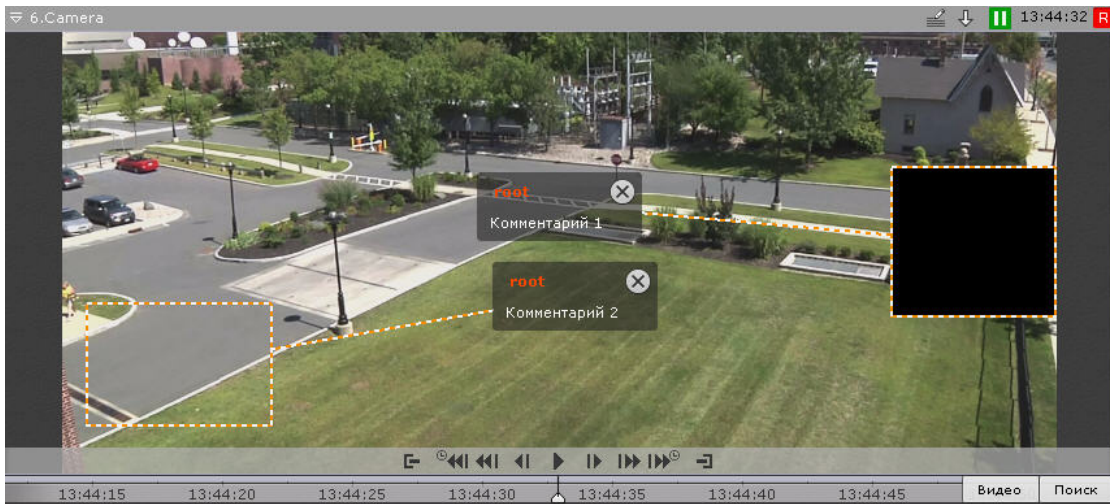 6.Camera
13:44:32
R
root
Комментарий 1
root
Комментарий 2
13:44:15
13:44:20
13:44:25
13:44:30
13:44:35
13:44:40
13:44:45
Видео
Поиск